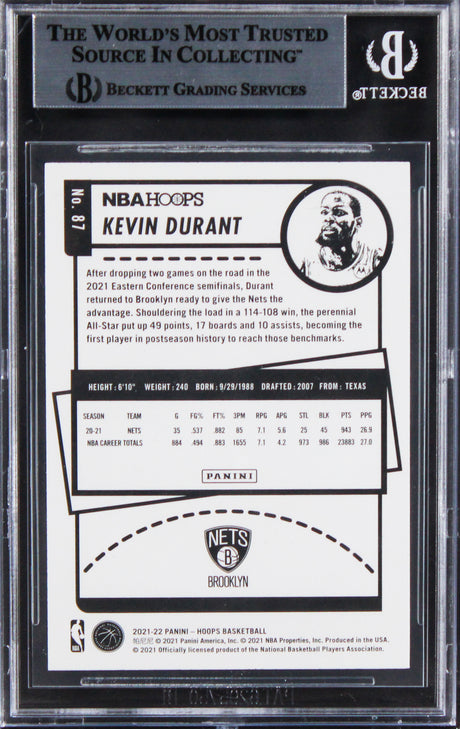 THE WORLD'S MOST TRUSTED
SOURCE IN COLLECTING™
B BECKETT GRADING SERVICES
B
BECKETT®
No. 87
NBA HOOPS
KEVIN DURANT
After dropping two games on the road in the
2021 Eastern Conference semifinals, Durant
returned to Brooklyn ready to give the Nets the
advantage. Shouldering the load in a 114-108 win, the perennial
All-Star put up 49 points, 17 boards and 10 assists, becoming the
first player in postseason history to reach those benchmarks.
HEIGHT: 6'10" WEIGHT: 240 BORN: 9/29/1988 DRAFTED: 2007 FROM: TEXAS
SEASON TEAM G FG% FT% 3PM RPG APG STL BLK PTS PPG
20-21 NETS 35 .537 .882 85 7.1 5.6 25 45 943 26.9
NBA CAREER TOTALS 884 .494 .883 1655 7.1 4.2 973 986 23883 27.0
PANINI
NETS
B
BROOKLYN
2021-22 PANINI – HOOPS BASKETBALL
帕尼尼 © 2021 Panini America, Inc. © 2021 NBA Properties, Inc. Produced in the USA.
© 2021 Officially licensed product of the National Basketball Players Association.